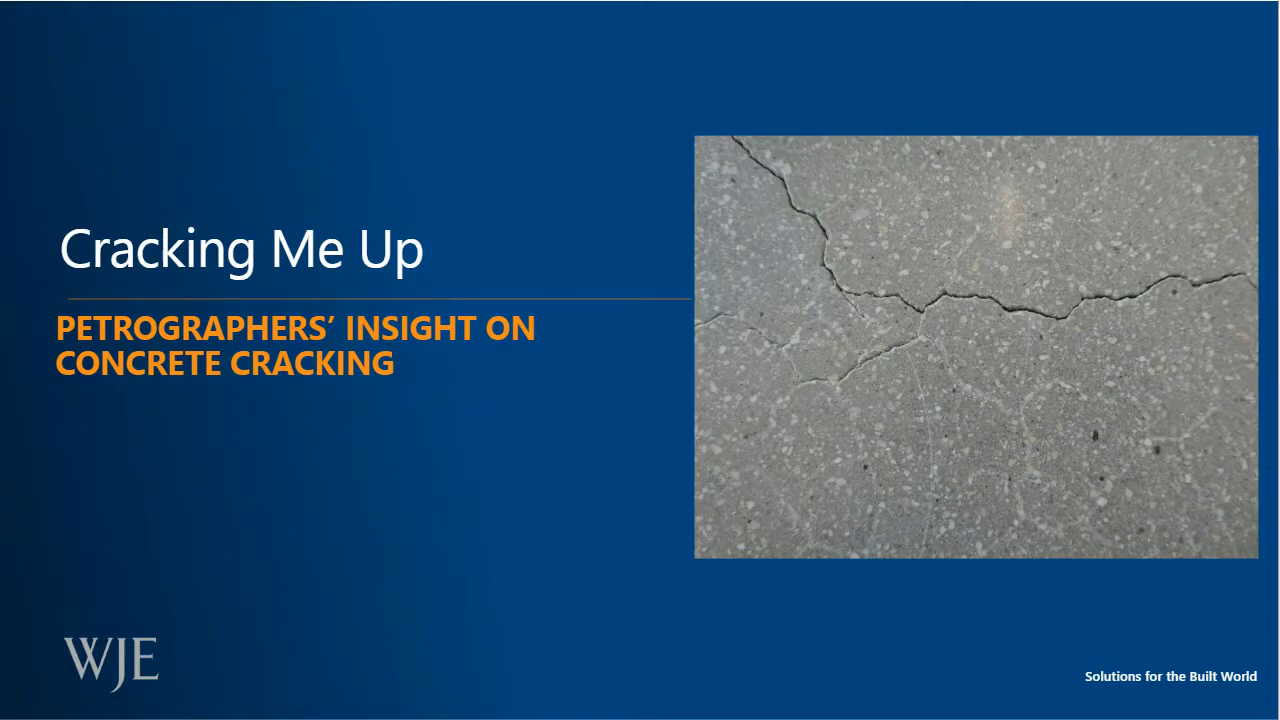 Cracking Me Up
PETROGRAPHERS’ INSIGHT ON
CONCRETE CRACKING
WJE
Solutions for the Built World